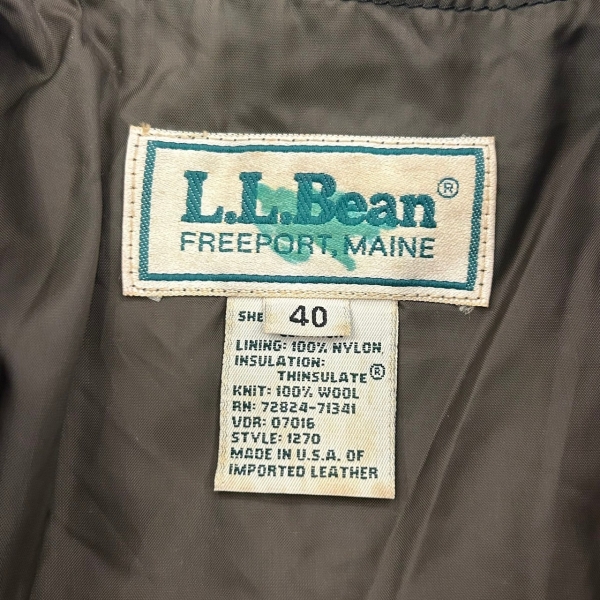 L.L.Bean®
FREEPORT, MAINE
40
LINING: 100% NYLON
INSULATION:
THINSULATE®
KNIT: 100% WOOL
RN: 72824-71341
VDR: 07016
STYLE: 1270
MADE IN U.S.A. OF
IMPORTED LEATHER